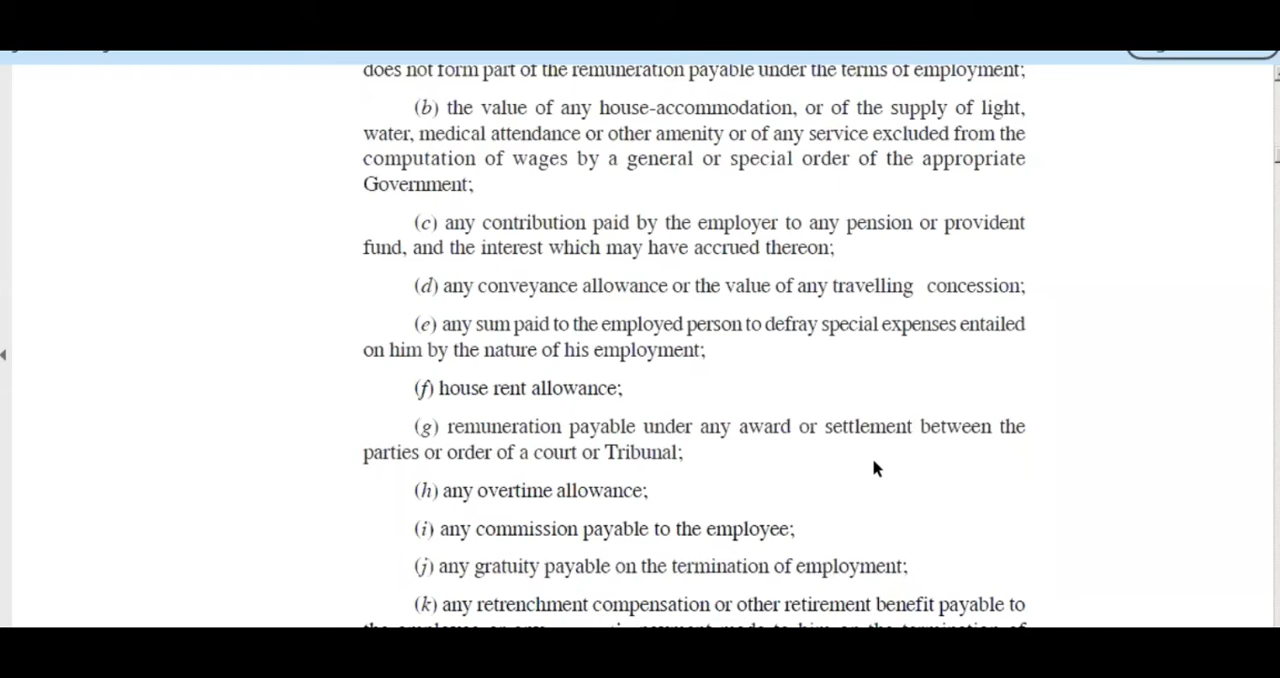 does not form part of the remuneration payable under the terms of employment;
(b) the value of any house-accommodation, or of the supply of light,
water, medical attendance or other amenity or of any service excluded from the
computation of wages by a general or special order of the appropriate
Government;
(c) any contribution paid by the employer to any pension or provident
fund, and the interest which may have accrued thereon;
(d) any conveyance allowance or the value of any travelling concession;
(e) any sum paid to the employed person to defray special expenses entailed
on him by the nature of his employment;
(f) house rent allowance;
(g) remuneration payable under any award or settlement between the
parties or order of a court or Tribunal;
(h) any overtime allowance;
(i) any commission payable to the employee;
(j) any gratuity payable on the termination of employment;
(k) any retrenchment compensation or other retirement benefit payable to